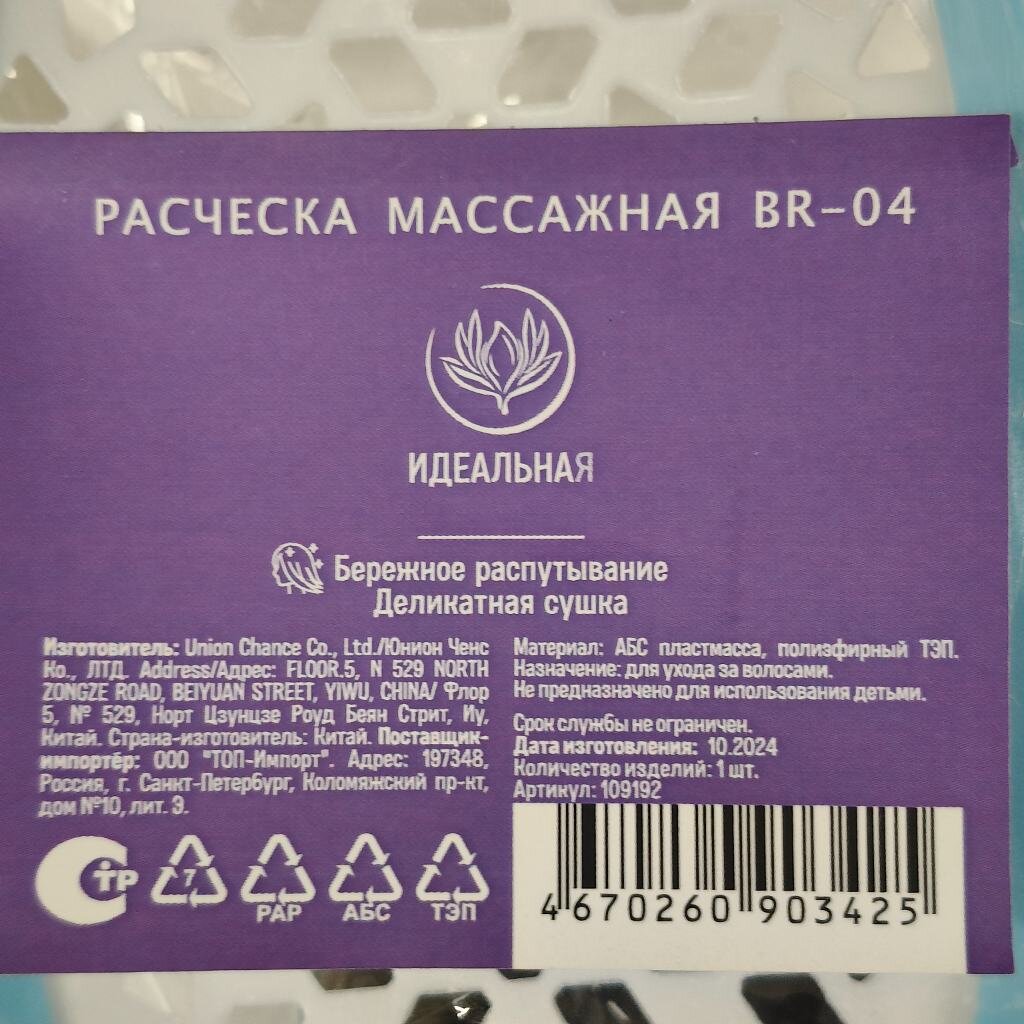 РАСЧЕСКА МАССАЖНАЯ BR-04
ИДЕАЛЬНАЯ
Бережное распутывание
Деликатная сушка
Изготовитель: Union Chance Co., Ltd./Юнион Ченс
Ко., ЛТД. Address/Адрес: FLOOR.5, N 529 NORTH
ZONGZE ROAD, BEIYUAN STREET, YIWU, CHINA/ Флор
5, № 529, Норт Цзунцзе Роуд Беян Стрит, Иу,
Китай. Страна-изготовитель: Китай. Поставщик-
импортёр: ООО "ТОП-Импорт". Адрес: 197348,
Россия, г. Санкт-Петербург, Коломяжский пр-кт,
дом №10, лит. Э.
Материал: АБС пластмасса, полиэфирный ТЭП.
Назначение: для ухода за волосами.
Не предназначено для использования детьми.
Срок службы не ограничен.
Дата изготовления: 10.2024
Количество изделий: 1 шт.
Артикул: 109192
СТР
7
PAP
АБС
ТЭП
4 670260 903425